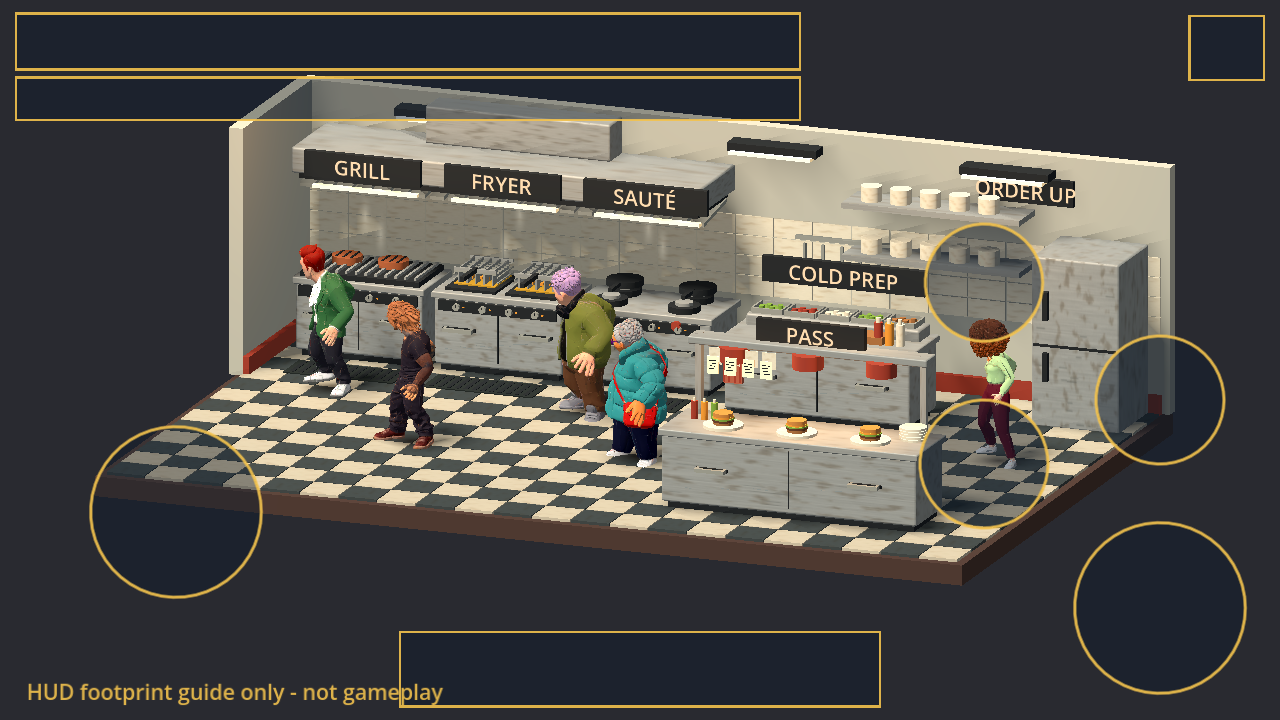 GRILL
FRYER
SAUTÉ
ORDER UP
COLD PREP
PASS
HUD footprint guide only - not gameplay